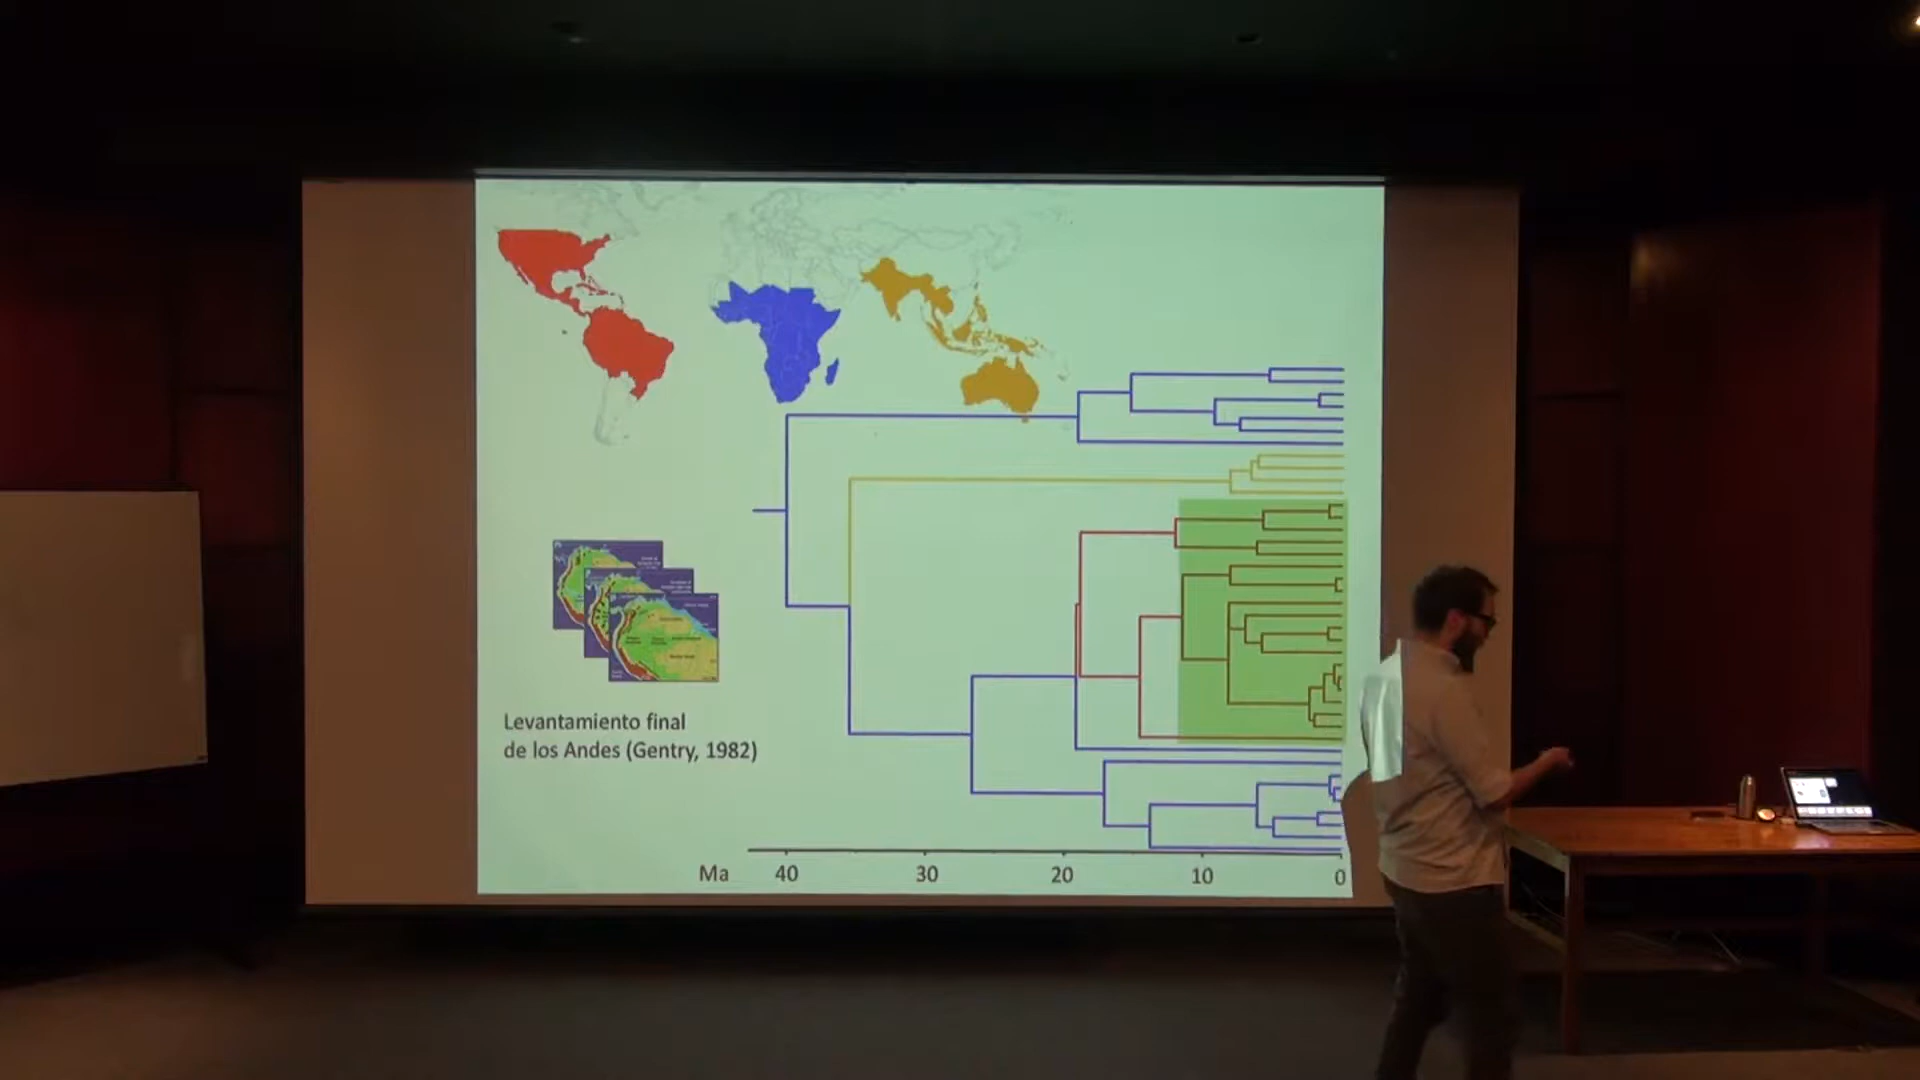 Levantamiento final
de los Andes (Gentry, 1982)
Ma 40 30 20 10 0